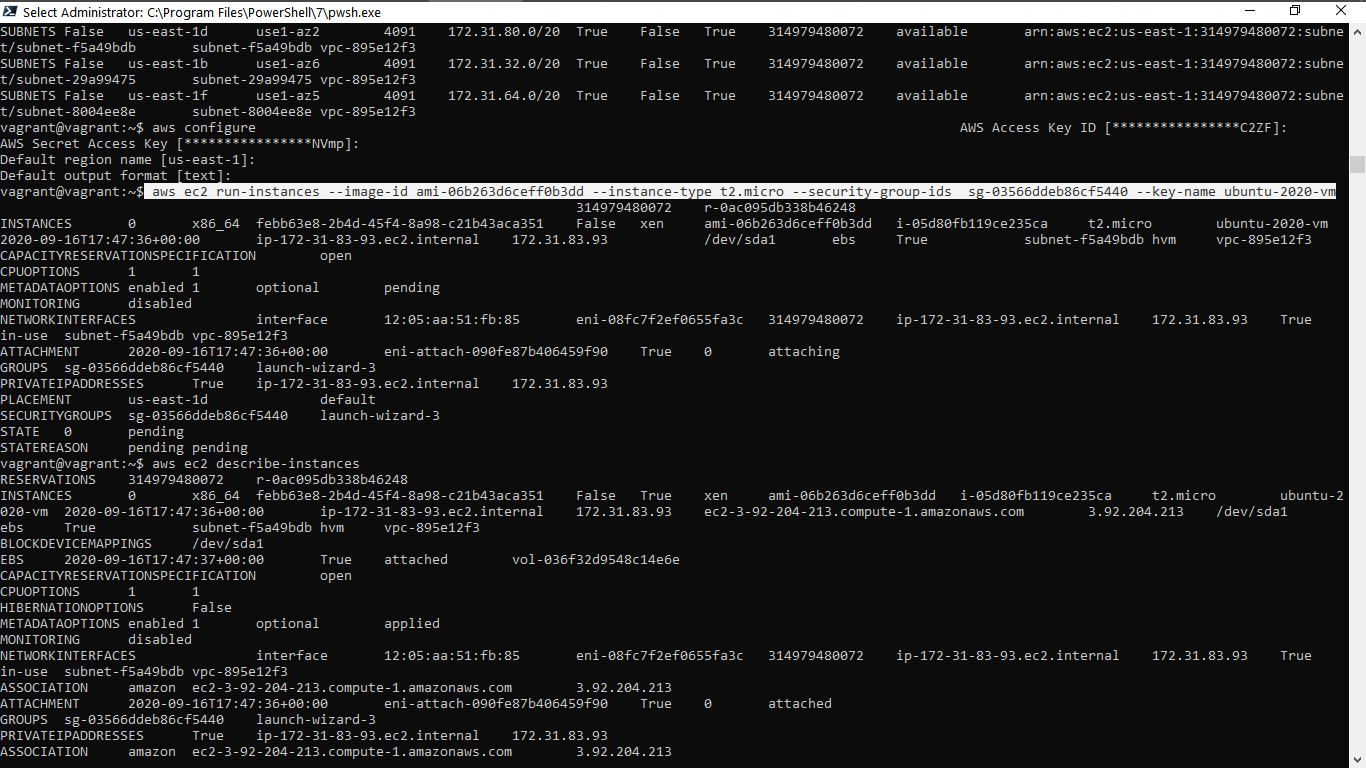 Select Administrator: C:\Program Files\PowerShell\7\pwsh.exe
SUBNETS False   us-east-1d      use1-az2        4091    172.31.80.0/20  True    False   True    314979480072    available       arn:aws:ec2:us-east-1:314979480072:subne
t/subnet-f5a49bdb       subnet-f5a49bdb vpc-895e12f3
SUBNETS False   us-east-1b      use1-az6        4091    172.31.32.0/20  True    False   True    314979480072    available       arn:aws:ec2:us-east-1:314979480072:subne
t/subnet-29a99475       subnet-29a99475 vpc-895e12f3
SUBNETS False   us-east-1f      use1-az5        4091    172.31.64.0/20  True    False   True    314979480072    available       arn:aws:ec2:us-east-1:314979480072:subne
t/subnet-8004ee8e       subnet-8004ee8e vpc-895e12f3
vagrant@vagrant:~$ aws configure                                                                                        AWS Access Key ID [****************C2ZF]:
AWS Secret Access Key [****************NVmp]:
Default region name [us-east-1]:
Default output format [text]:
vagrant@vagrant:~$ aws ec2 run-instances --image-id ami-06b263d6ceff0b3dd --instance-type t2.micro --security-group-ids  sg-03566ddeb86cf5440 --key-name ubuntu-2020-vm
                                                                        314979480072    r-0ac095db338b46248
INSTANCES       0       x86_64  febb63e8-2b4d-45f4-8a98-c21b43aca351    False   xen     ami-06b263d6ceff0b3dd   i-05d80fb119ce235ca     t2.micro        ubuntu-2020-vm
2020-09-16T17:47:36+00:00       ip-172-31-83-93.ec2.internal    172.31.83.93            /dev/sda1       ebs     True            subnet-f5a49bdb hvm     vpc-895e12f3
CAPACITYRESERVATIONSPECIFICATION        open
CPUOPTIONS      1       1
METADATAOPTIONS enabled 1       optional        pending
MONITORING      disabled
NETWORKINTERFACES               interface       12:05:aa:51:fb:85       eni-08fc7f2ef0655fa3c   314979480072    ip-172-31-83-93.ec2.internal    172.31.83.93    True
in-use  subnet-f5a49bdb vpc-895e12f3
ATTACHMENT      2020-09-16T17:47:36+00:00       eni-attach-090fe87b406459f90    True    0       attaching
GROUPS  sg-03566ddeb86cf5440    launch-wizard-3
PRIVATEIPADDRESSES      True    ip-172-31-83-93.ec2.internal    172.31.83.93
PLACEMENT       us-east-1d              default
SECURITYGROUPS  sg-03566ddeb86cf5440    launch-wizard-3
STATE   0       pending
STATEREASON     pending pending
vagrant@vagrant:~$ aws ec2 describe-instances
RESERVATIONS    314979480072    r-0ac095db338b46248
INSTANCES       0       x86_64  febb63e8-2b4d-45f4-8a98-c21b43aca351    False   True    xen     ami-06b263d6ceff0b3dd   i-05d80fb119ce235ca     t2.micro        ubuntu-2
020-vm  2020-09-16T17:47:36+00:00       ip-172-31-83-93.ec2.internal    172.31.83.93    ec2-3-92-204-213.compute-1.amazonaws.com        3.92.204.213    /dev/sda1
ebs     True            subnet-f5a49bdb hvm     vpc-895e12f3
BLOCKDEVICEMAPPINGS     /dev/sda1
EBS     2020-09-16T17:47:37+00:00       True    attached        vol-036f32d9548c14e6e
CAPACITYRESERVATIONSPECIFICATION        open
CPUOPTIONS      1       1
HIBERNATIONOPTIONS      False
METADATAOPTIONS enabled 1       optional        applied
MONITORING      disabled
NETWORKINTERFACES               interface       12:05:aa:51:fb:85       eni-08fc7f2ef0655fa3c   314979480072    ip-172-31-83-93.ec2.internal    172.31.83.93    True
in-use  subnet-f5a49bdb vpc-895e12f3
ASSOCIATION     amazon  ec2-3-92-204-213.compute-1.amazonaws.com        3.92.204.213
ATTACHMENT      2020-09-16T17:47:36+00:00       eni-attach-090fe87b406459f90    True    0       attached
GROUPS  sg-03566ddeb86cf5440    launch-wizard-3
PRIVATEIPADDRESSES      True    ip-172-31-83-93.ec2.internal    172.31.83.93
ASSOCIATION     amazon  ec2-3-92-204-213.compute-1.amazonaws.com        3.92.204.213